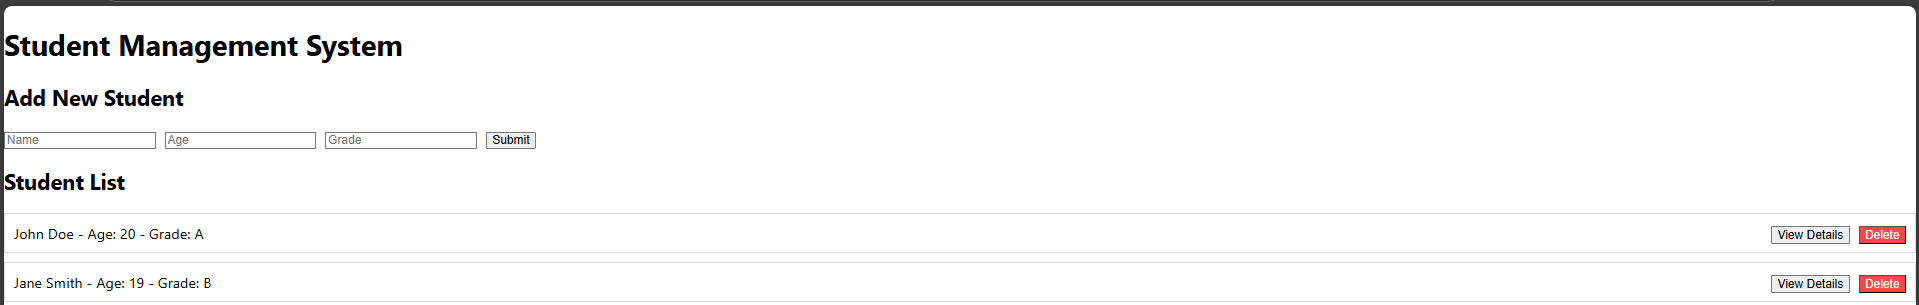 Student Management System
Add New Student
Name Age Grade Submit
Student List
John Doe - Age: 20 - Grade: A View Details Delete
Jane Smith - Age: 19 - Grade: B View Details Delete